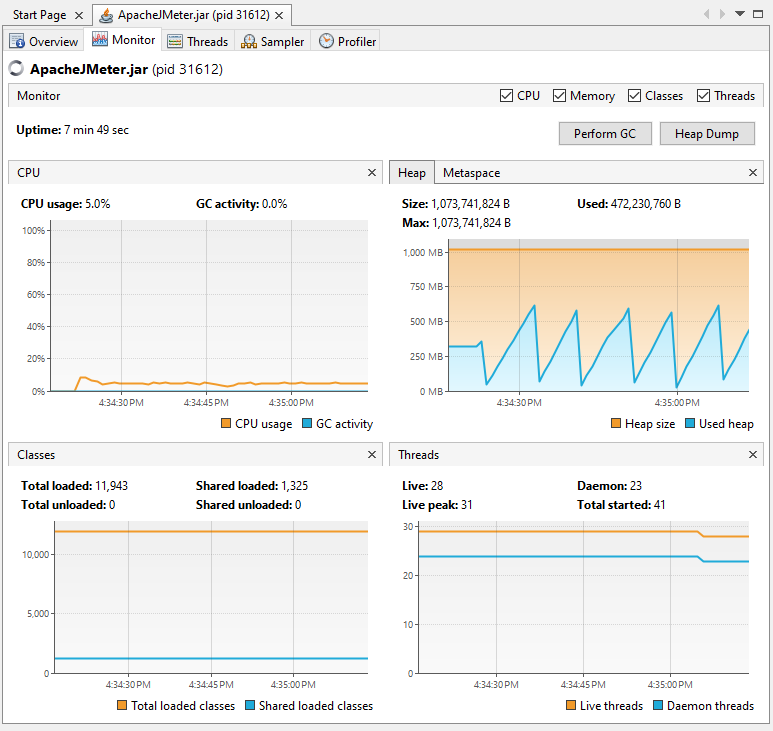 Start Page
ApacheJMeter.jar (pid 31612)
Overview
Monitor
Threads
Sampler
Profiler
ApacheJMeter.jar (pid 31612)
Monitor
CPU
Memory
Classes
Threads
Uptime: 7 min 49 sec
Perform GC
Heap Dump
CPU
CPU usage: 5.0%
GC activity: 0.0%
100%
80%
60%
40%
20%
0%
4:34:30 PM
4:34:45 PM
4:35:00 PM
CPU usage
GC activity
Heap
Metaspace
Size: 1,073,741,824 B
Used: 472,230,760 B
Max: 1,073,741,824 B
1,000 MB
750 MB
500 MB
250 MB
0 MB
4:34:30 PM
4:35:00 PM
Heap size
Used heap
Classes
Total loaded: 11,943
Shared loaded: 1,325
Total unloaded: 0
Shared unloaded: 0
10,000
5,000
0
4:34:30 PM
4:34:45 PM
4:35:00 PM
Total loaded classes
Shared loaded classes
Threads
Live: 28
Daemon: 23
Live peak: 31
Total started: 41
30
20
10
0
4:34:30 PM
4:34:45 PM
4:35:00 PM
Live threads
Daemon threads